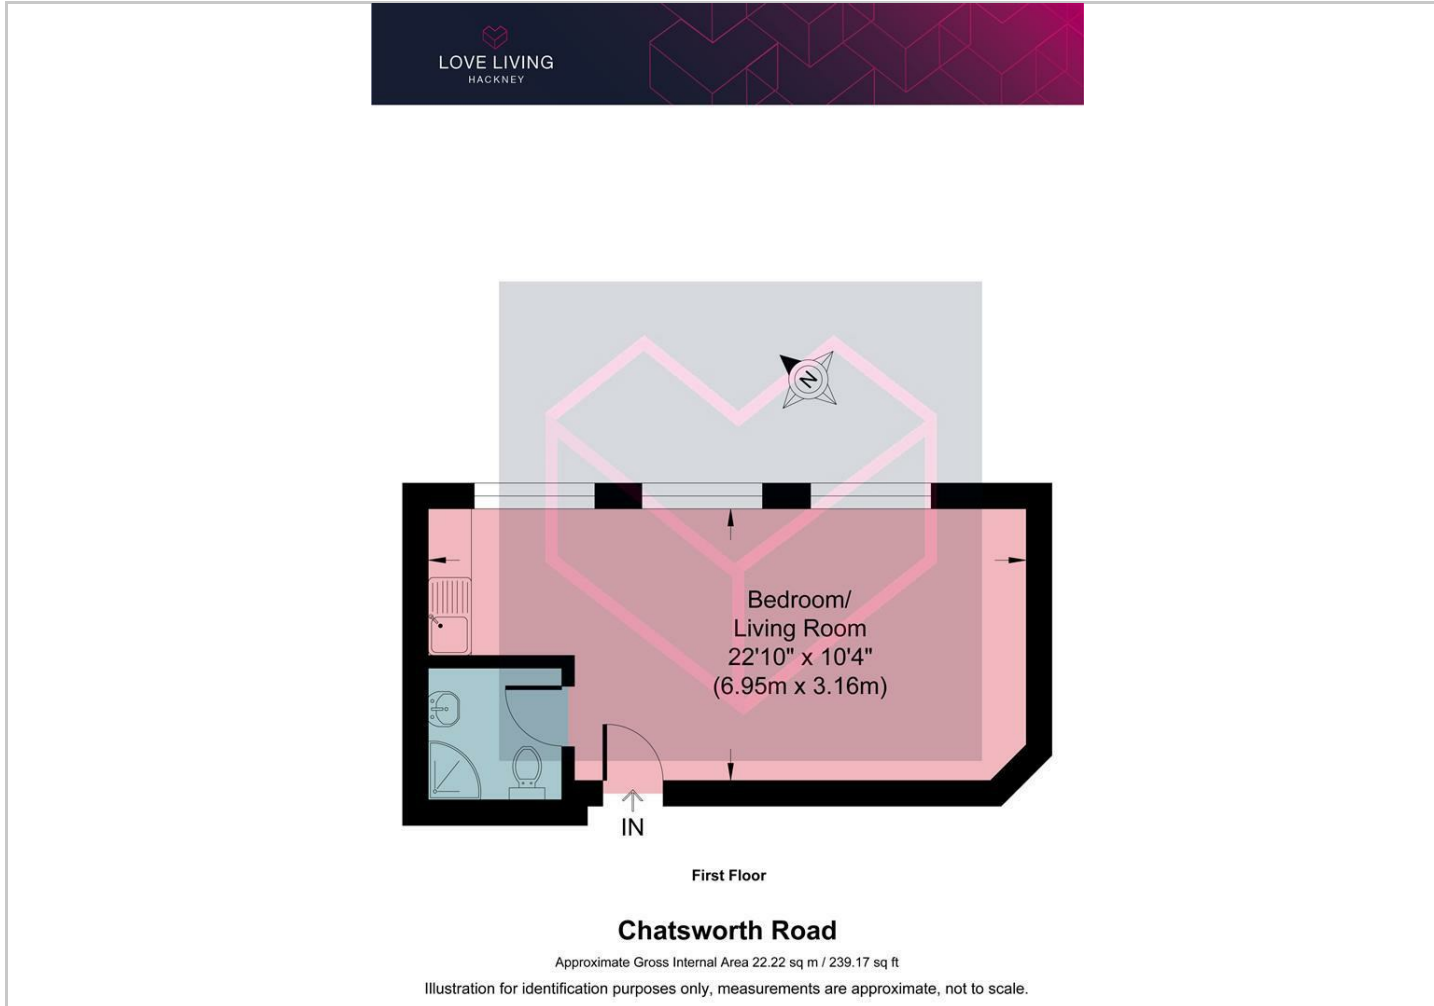 LOVE LIVING
HACKNEY
N
Bedroom/
Living Room
22'10" x 10'4"
(6.95m x 3.16m)
IN
First Floor
Chatsworth Road
Approximate Gross Internal Area 22.22 sq m / 239.17 sq ft
Illustration for identification purposes only, measurements are approximate, not to scale.